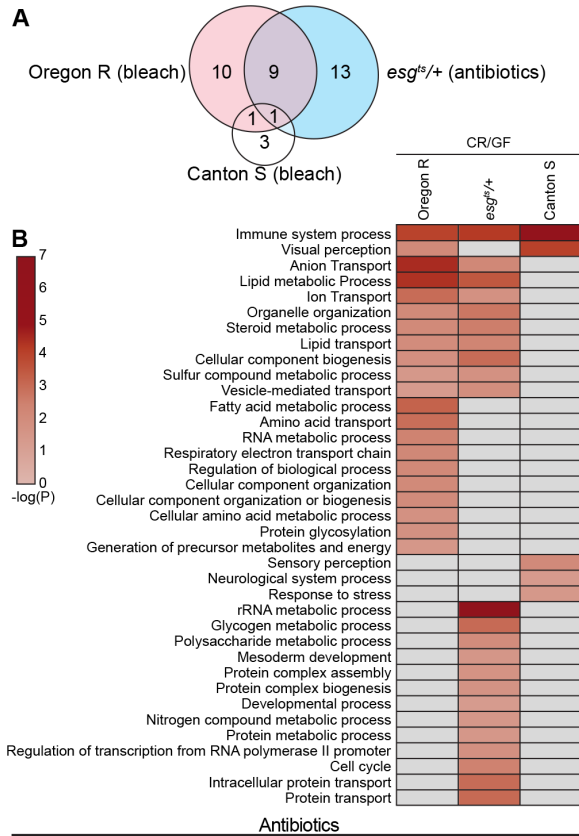 A
Oregon R (bleach)
10
9
13
esg^ts/+ (antibiotics)
1
1
3
Canton S (bleach)
CR/GF
Oregon R
esg^ts/+
Canton S
B
7
6
5
4
3
2
1
0
-log(P)
Immune system process
Visual perception
Anion Transport
Lipid metabolic Process
Ion Transport
Organelle organization
Steroid metabolic process
Lipid transport
Cellular component biogenesis
Sulfur compound metabolic process
Vesicle-mediated transport
Fatty acid metabolic process
Amino acid transport
RNA metabolic process
Respiratory electron transport chain
Regulation of biological process
Cellular component organization
Cellular component organization or biogenesis
Cellular amino acid metabolic process
Protein glycosylation
Generation of precursor metabolites and energy
Sensory perception
Neurological system process
Response to stress
rRNA metabolic process
Glycogen metabolic process
Polysaccharide metabolic process
Mesoderm development
Protein complex assembly
Protein complex biogenesis
Developmental process
Nitrogen compound metabolic process
Protein metabolic process
Regulation of transcription from RNA polymerase II promoter
Cell cycle
Intracellular protein transport
Protein transport
Antibiotics